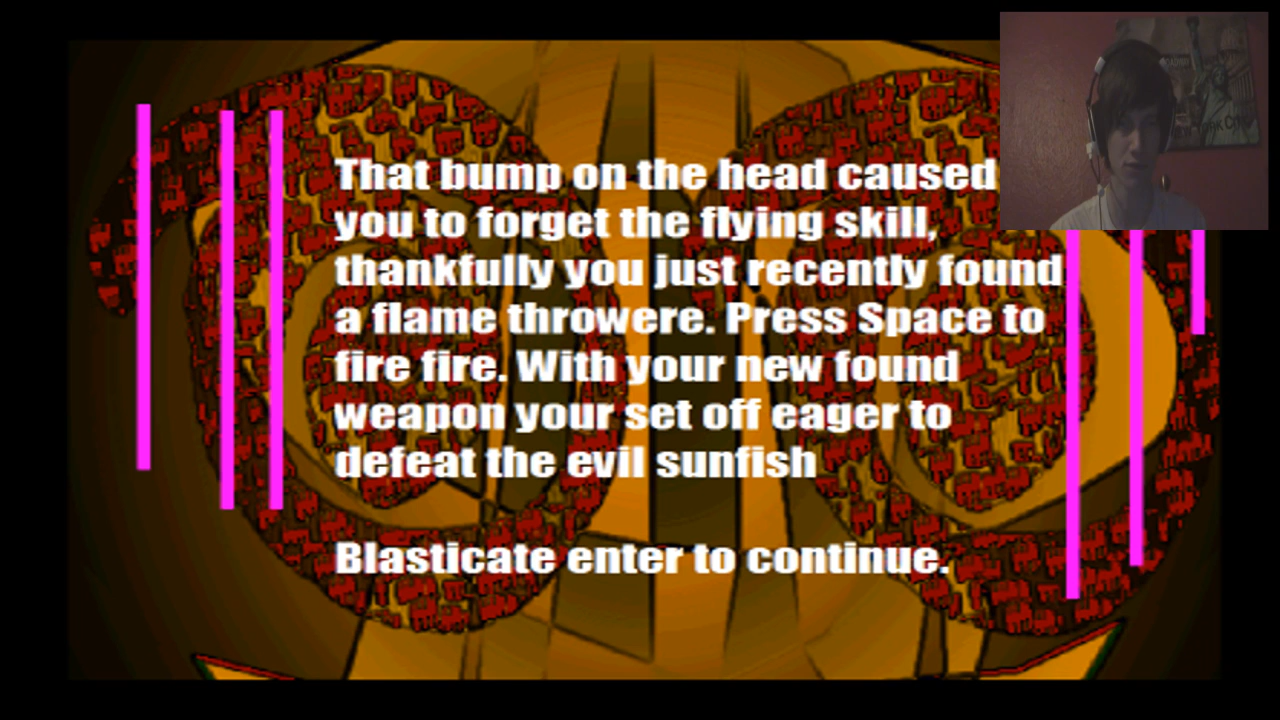 That bump on the head caused
you to forget the flying skill,
thankfully you just recently found
a flame throwere. Press Space to
fire fire. With your new found
weapon your set off eager to
defeat the evil sunfish
Blasticate enter to continue.